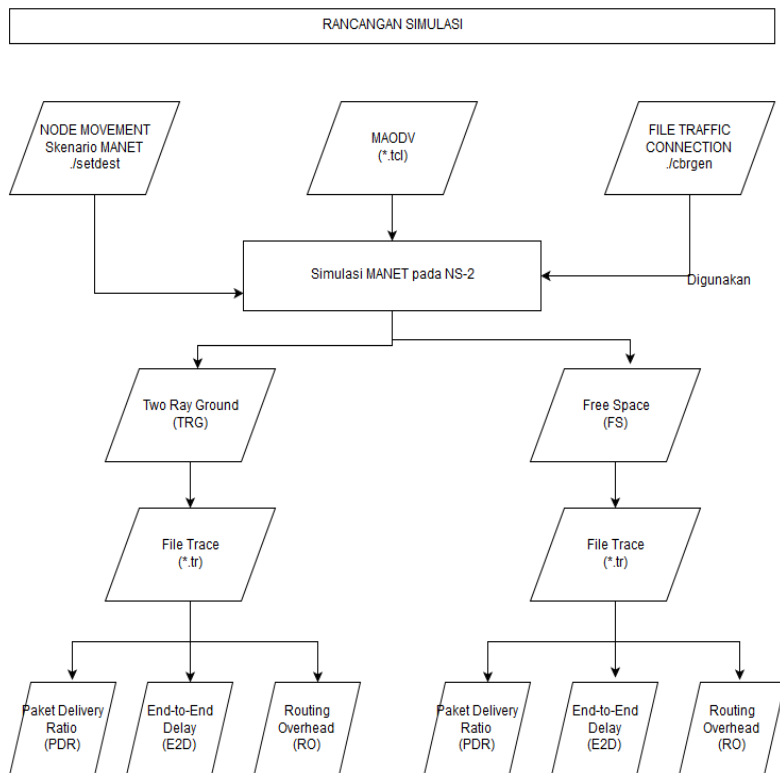 RANCANGAN SIMULASI
NODE MOVEMENT
Skenario MANET
./setdest
MAODV
(*.tcl)
FILE TRAFFIC
CONNECTION
./cbrgen
Simulasi MANET pada NS-2
Digunakan
Two Ray Ground
(TRG)
Free Space
(FS)
File Trace
(*.tr)
File Trace
(*.tr)
Paket Delivery
Ratio
(PDR)
End-to-End
Delay
(E2D)
Routing
Overhead
(RO)
Paket Delivery
Ratio
(PDR)
End-to-End
Delay
(E2D)
Routing
Overhead
(RO)